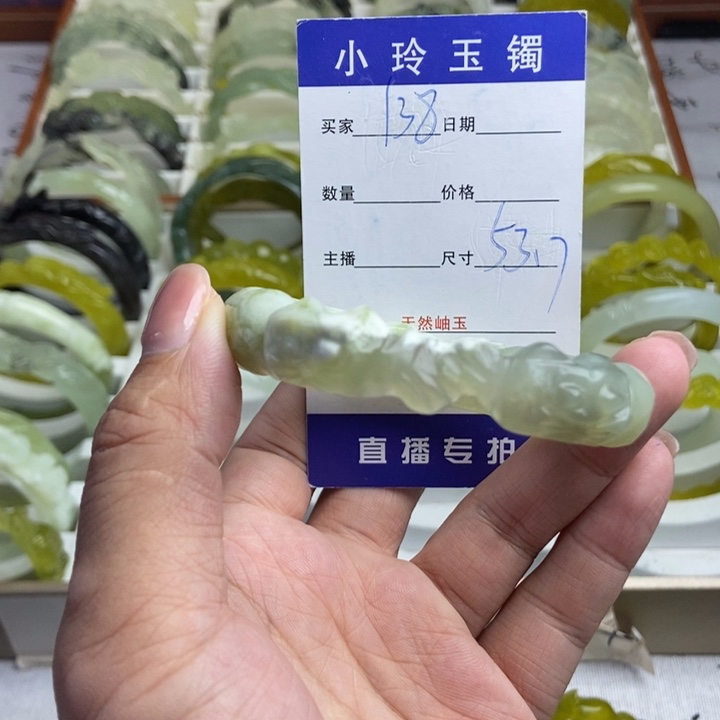 小玲玉镯
买家 138 日期
数量 价格
主播 尺寸 53.7
天然岫玉
直播专拍